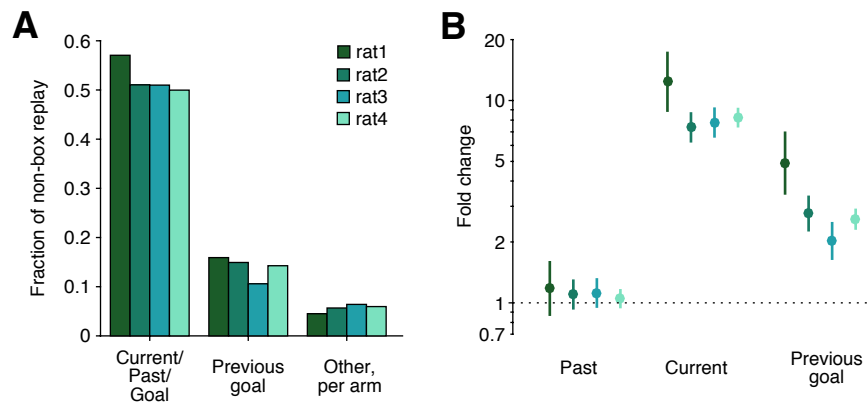 A
Fraction of non-box replay
0.6
0.5
0.4
0.3
0.2
0.1
0
rat1
rat2
rat3
rat4
Current/
Past/
Goal
Previous
goal
Other,
per arm
B
Fold change
20
10
5
2
1
0.7
Past
Current
Previous
goal